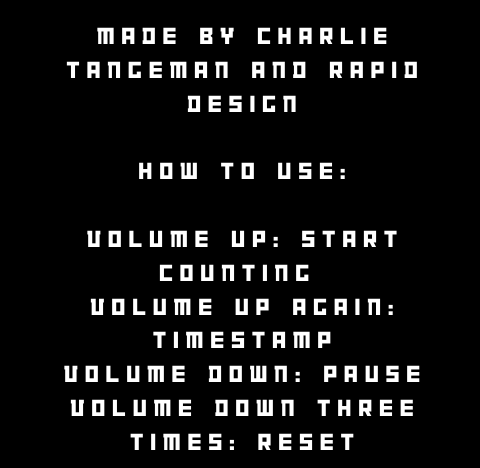 MADE BY CHARLIE
TANGEMAN AND RAPID
DESIGN
HOW TO USE:
VOLUME UP: START
COUNTING
VOLUME UP AGAIN:
TIMESTAMP
VOLUME DOWN: PAUSE
VOLUME DOWN THREE
TIMES: RESET